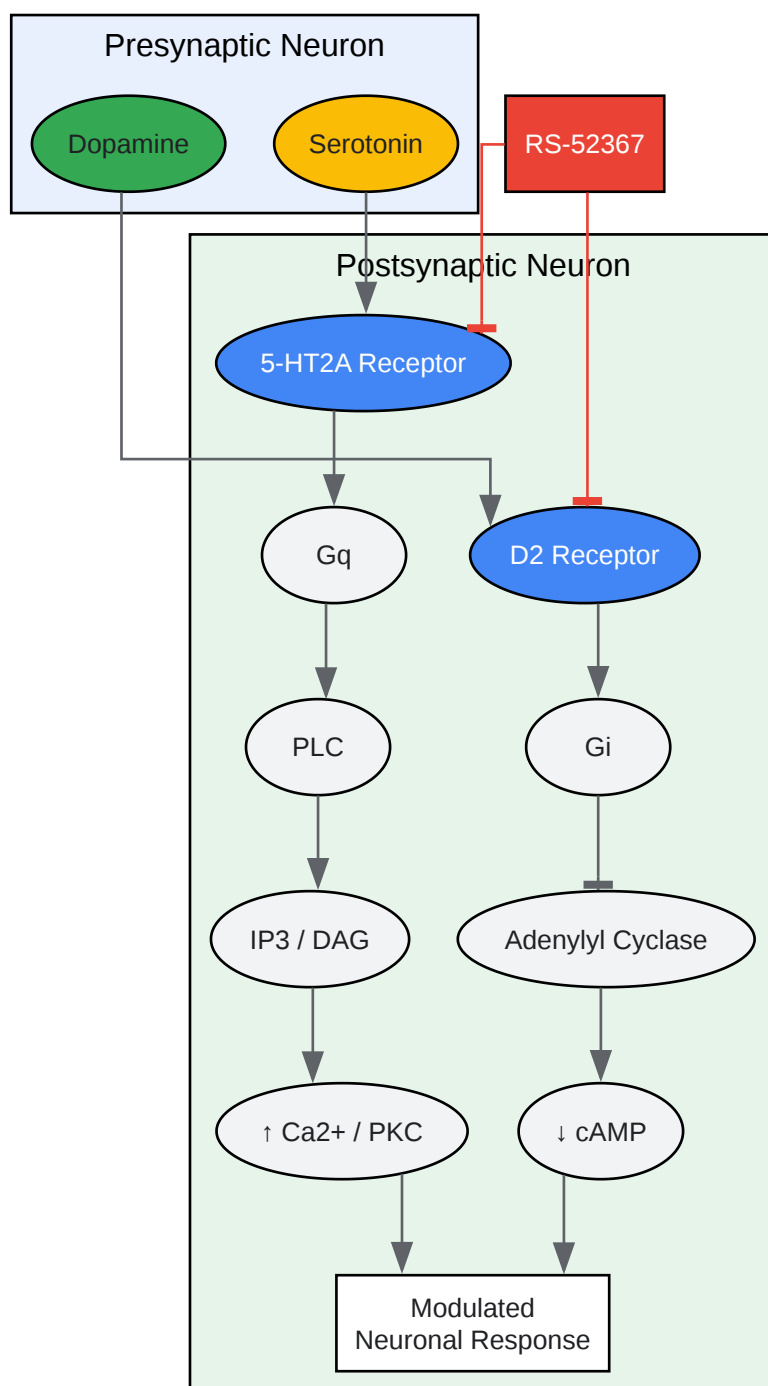 Presynaptic Neuron
Dopamine
Serotonin
RS-52367
Postsynaptic Neuron
5-HT2A Receptor
Gq
D2 Receptor
PLC
Gi
IP3 / DAG
Adenylyl Cyclase
↑ Ca2+ / PKC
↓ cAMP
Modulated
Neuronal Response